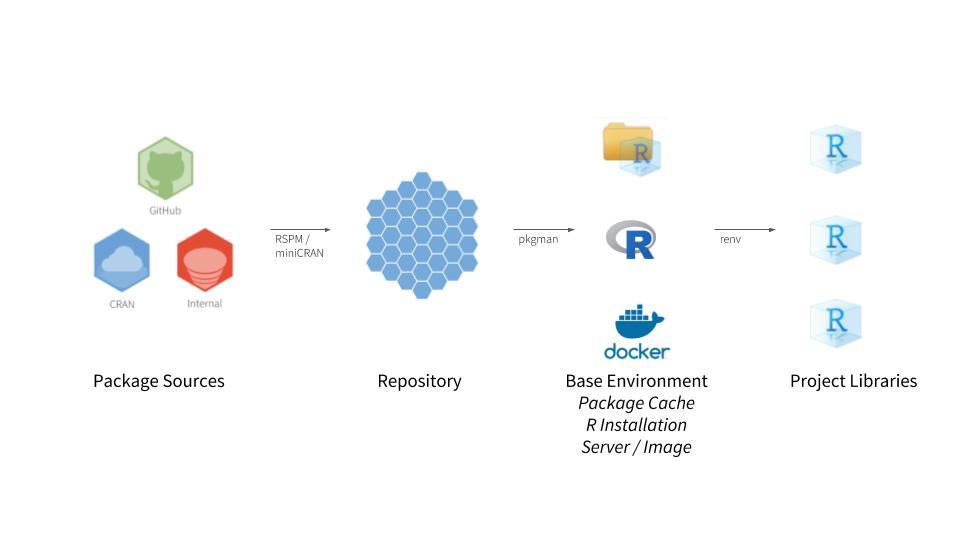 GitHub
CRAN
Internal
Package Sources
RSPM /
miniCRAN
Repository
pkgman
R
R
docker
Base Environment
Package Cache
R Installation
Server / Image
renv
R
R
R
Project Libraries